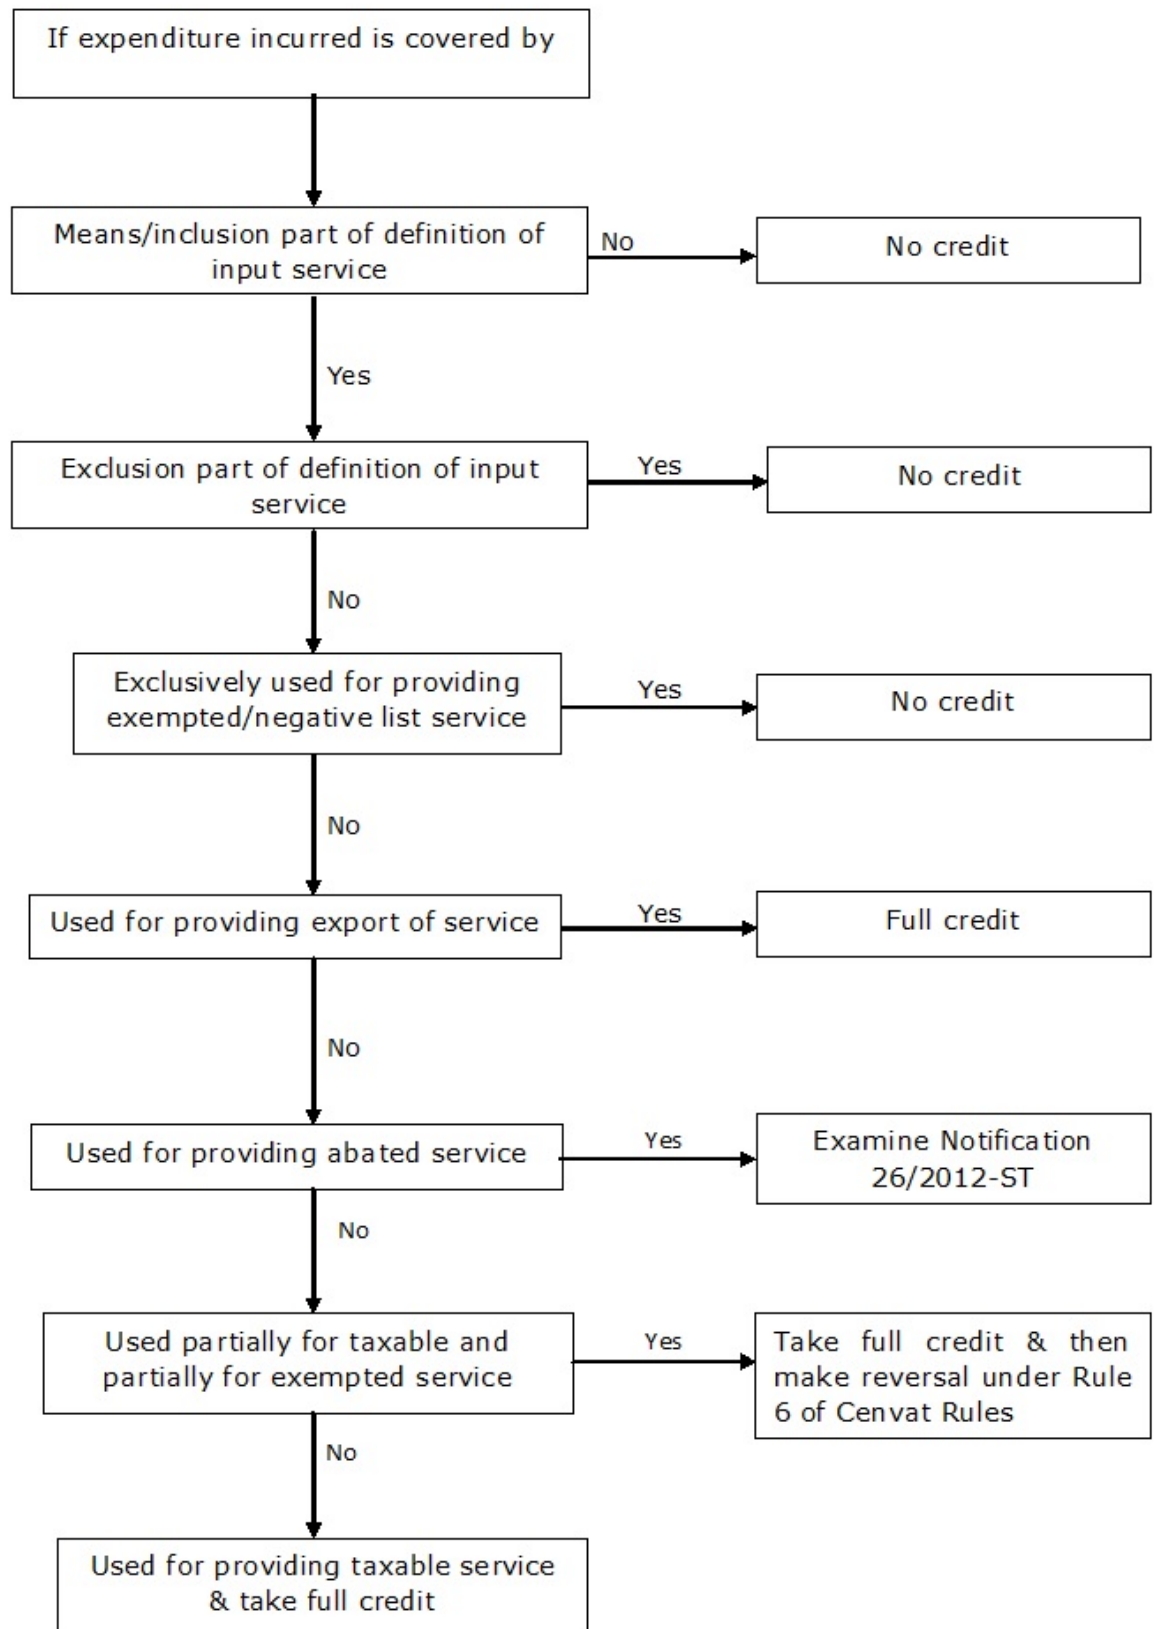 If expenditure incurred is covered by
Means/inclusion part of definition of
input service
No
No credit
Yes
Exclusion part of definition of input
service
Yes
No credit
No
Exclusively used for providing
exempted/negative list service
Yes
No credit
No
Used for providing export of service
Yes
Full credit
No
Used for providing abated service
Yes
Examine Notification
26/2012-ST
No
Used partially for taxable and
partially for exempted service
Yes
Take full credit & then
make reversal under Rule
6 of Cenvat Rules
No
Used for providing taxable service
& take full credit